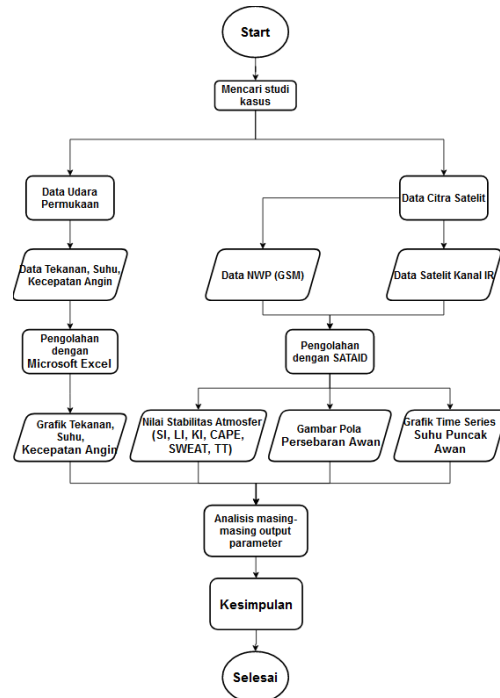 Start
Mencari studi
kasus
Data Udara
Permukaan
Data Citra Satelit
Data Tekanan, Suhu,
Kecepatan Angin
Data NWP (GSM)
Data Satelit Kanal IR
Pengolahan
dengan
Microsoft Excel
Pengolahan
dengan SATAID
Grafik Tekanan,
Suhu,
Kecepatan Angin
Nilai Stabilitas Atmosfer
(SI, LI, KI, CAPE,
SWEAT, TT)
Gambar Pola
Persebaran Awan
Grafik Time Series
Suhu Puncak
Awan
Analisis masing-
masing output
parameter
Kesimpulan
Selesai